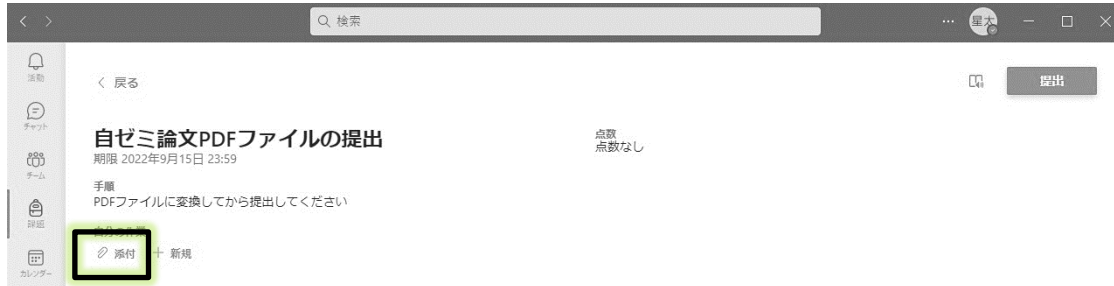 検索
星太
活動
チャット
チーム
課題
カレンダー
戻る
提出
自ゼミ論文PDFファイルの提出
期限 2022年9月15日 23:59
点数
点数なし
手順
PDFファイルに変換してから提出してください
添付
新規